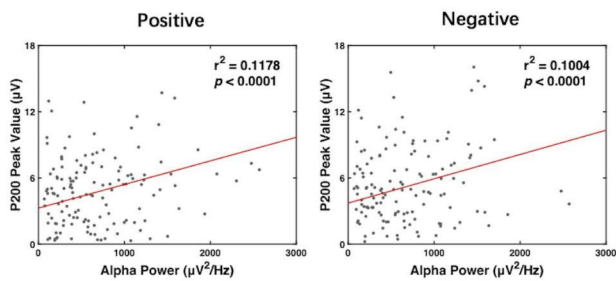 Positive
P200 Peak Value (μV)
18
12
6
0
r² = 0.1178
p < 0.0001
0
1000
2000
3000
Alpha Power (μV²/Hz)
Negative
P200 Peak Value (μV)
18
12
6
0
r² = 0.1004
p < 0.0001
0
1000
2000
3000
Alpha Power (μV²/Hz)